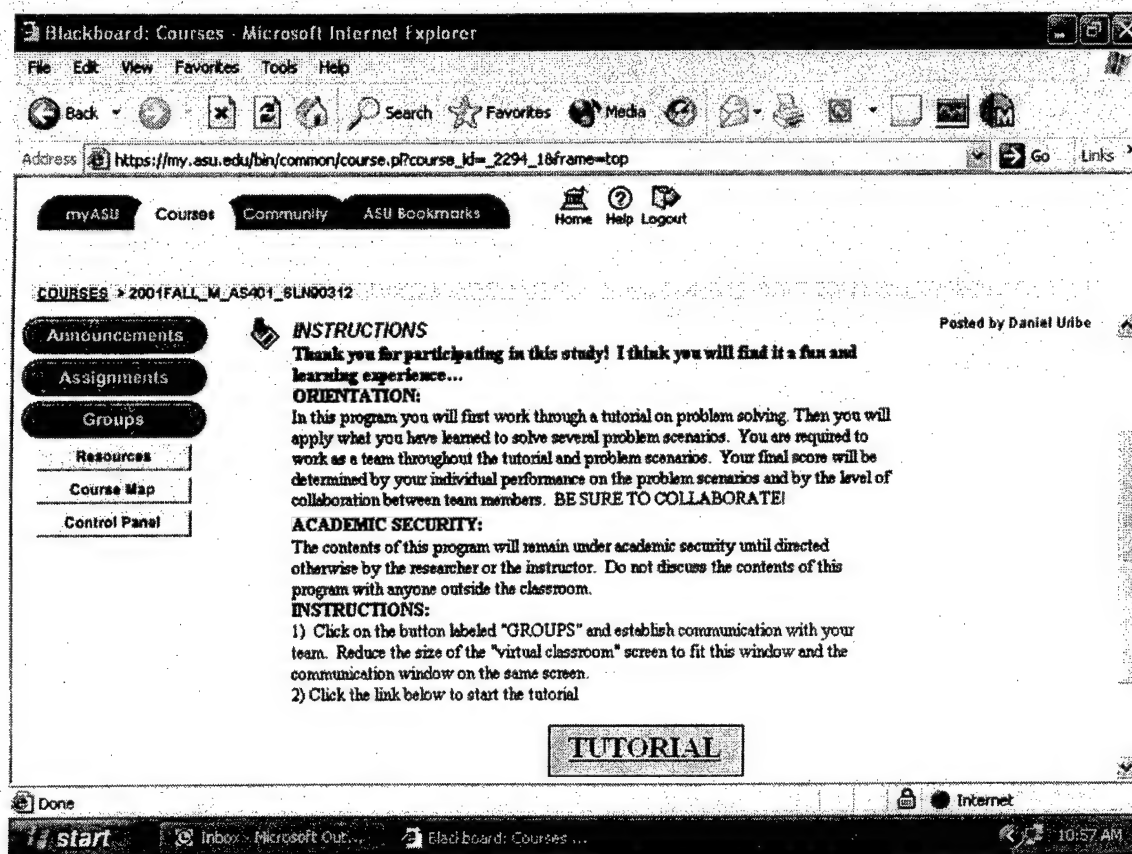 Blackboard: Courses - Microsoft Internet Explorer
File Edit View Favorites Tools Help
Back Search Favorites Media
Address https://my.asu.edu/bin/common/course.pl?course_id=_2294_1&frame=top Go Links
myASU Courses Community ASU Bookmarks Home Help Logout
COURSES > 2001FALL_M_AS401_SLN90312
Announcements
Assignments
Groups
Resources
Course Map
Control Panel
INSTRUCTIONS
Posted by Daniel Uribe
Thank you for participating in this study! I think you will find it a fun and
learning experience...
ORIENTATION:
In this program you will first work through a tutorial on problem solving. Then you will
apply what you have learned to solve several problem scenarios. You are required to
work as a team throughout the tutorial and problem scenarios. Your final score will be
determined by your individual performance on the problem scenarios and by the level of
collaboration between team members. BE SURE TO COLLABORATE!
ACADEMIC SECURITY:
The contents of this program will remain under academic security until directed
otherwise by the researcher or the instructor. Do not discuss the contents of this
program with anyone outside the classroom.
INSTRUCTIONS:
1) Click on the button labeled "GROUPS" and establish communication with your
team. Reduce the size of the "virtual classroom" screen to fit this window and the
communication window on the same screen.
2) Click the link below to start the tutorial
TUTORIAL
Done Internet
start Inbox - Microsoft Out... Blackboard: Courses ... 10:57 AM